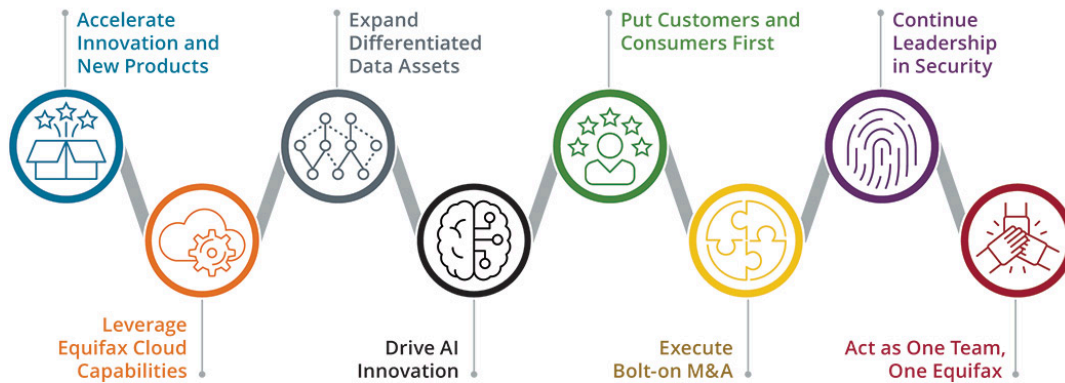 Accelerate
Innovation and
New Products
Leverage
Equifax Cloud
Capabilities
Expand
Differentiated
Data Assets
Drive AI
Innovation
Put Customers and
Consumers First
Execute
Bolt-on M&A
Continue
Leadership
in Security
Act as One Team,
One Equifax